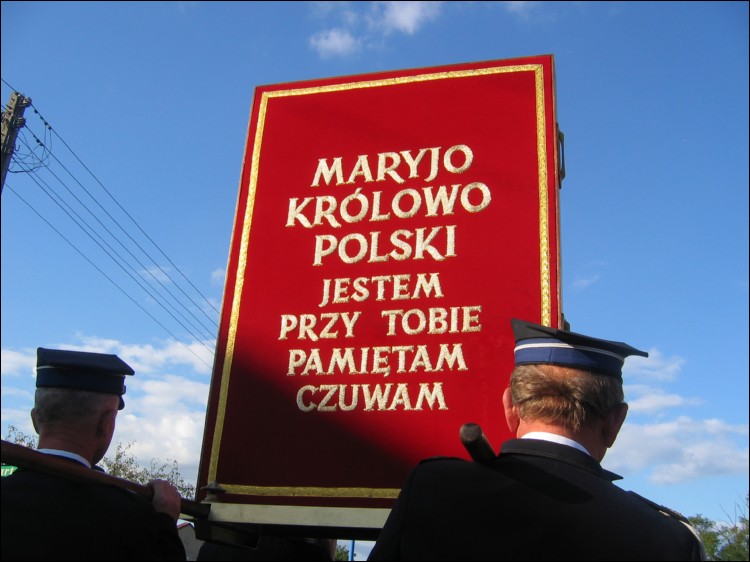 MARYJO
KRÓLOWO
POLSKI
JESTEM
PRZY TOBIE
PAMIĘTAM
CZUWAM